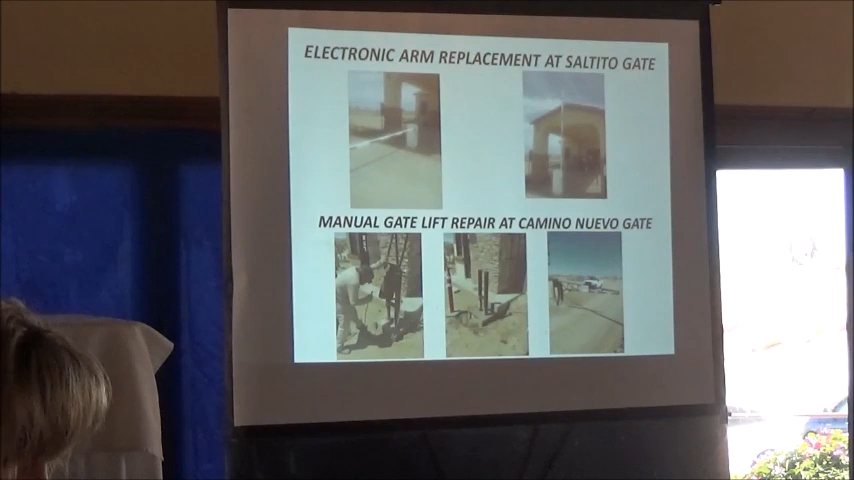 ELECTRONIC ARM REPLACEMENT AT SALTITO GATE
MANUAL GATE LIFT REPAIR AT CAMINO NUEVO GATE